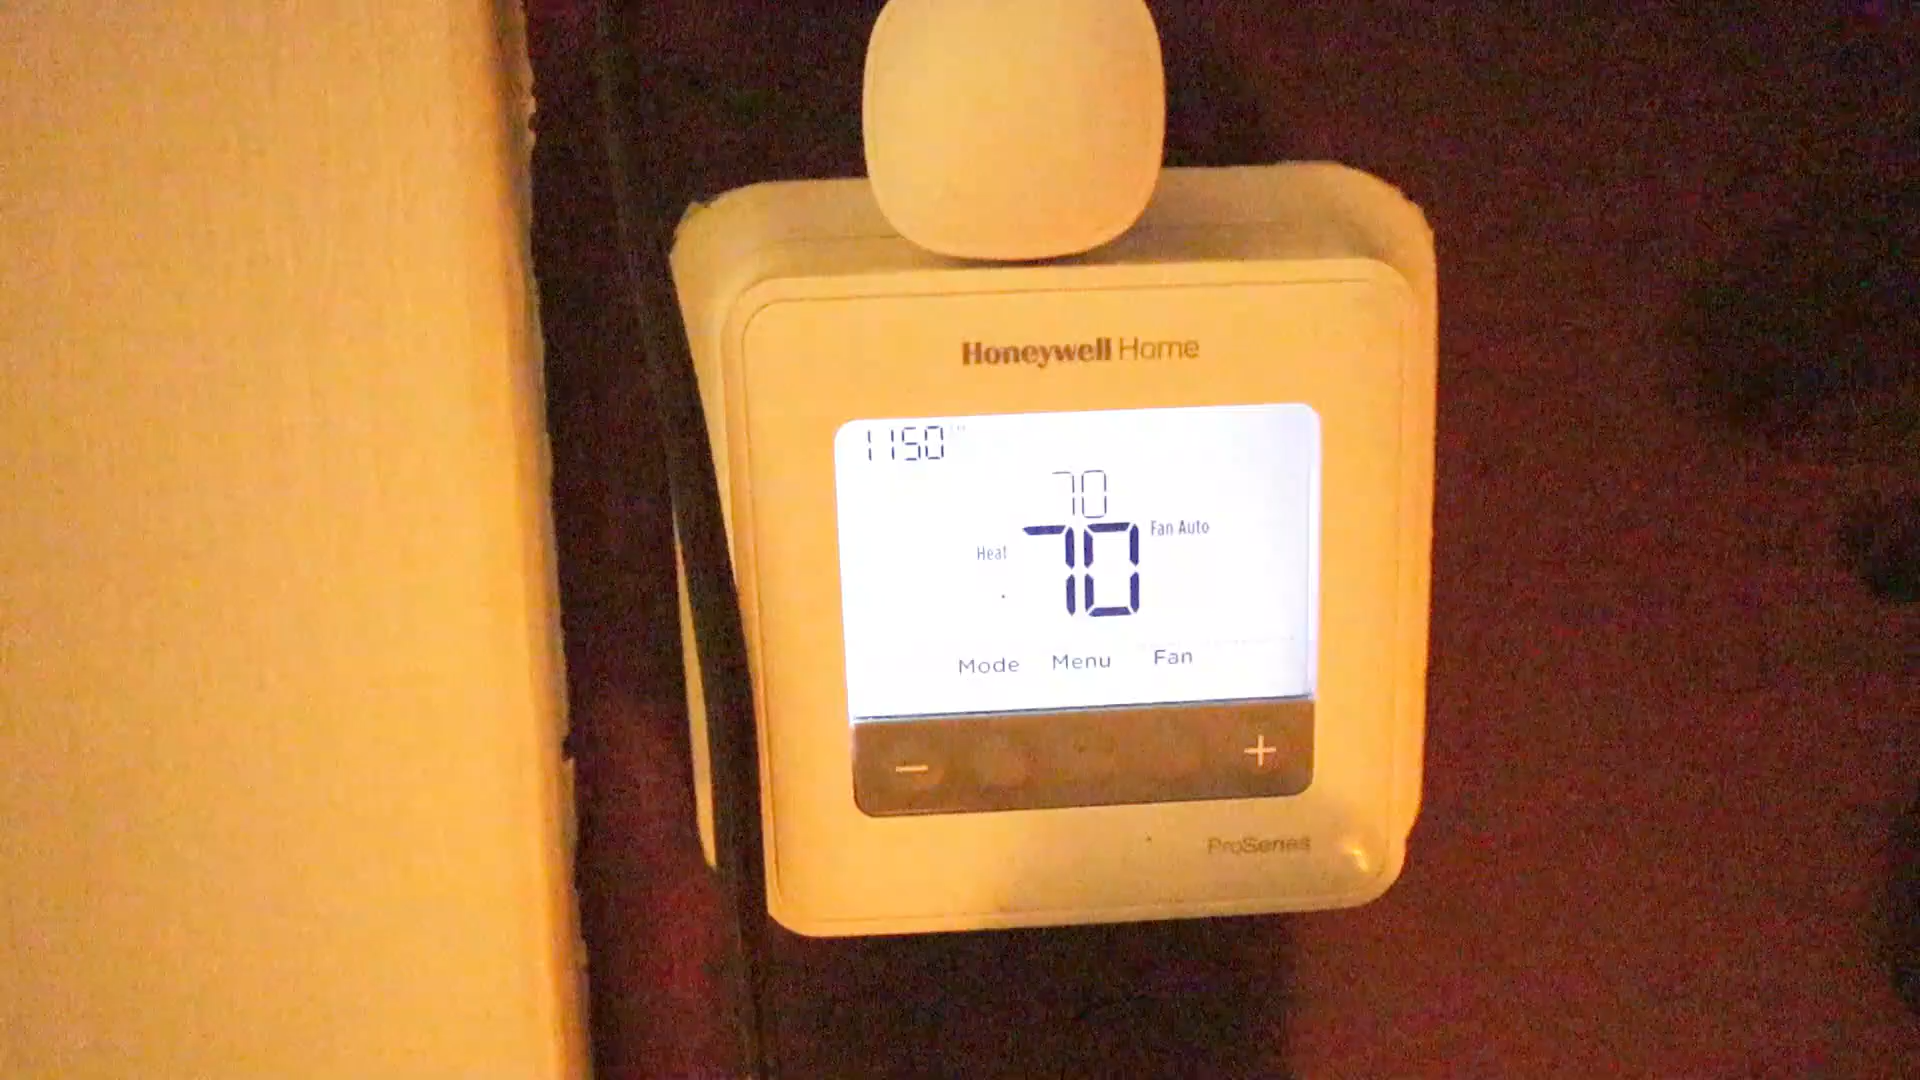 Honeywell Home
1150
70
Heat 70 Fan Auto
Mode Menu Fan
− +
ProSeries